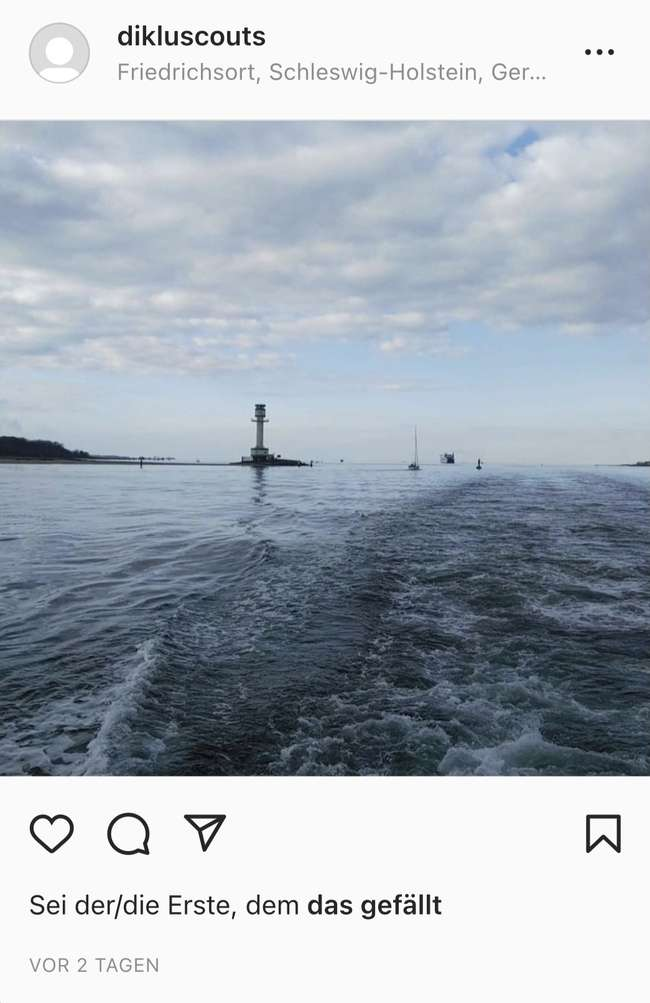 dikluscouts
Friedrichsort, Schleswig-Holstein, Ger...
Sei der/die Erste, dem das gefällt
VOR 2 TAGEN